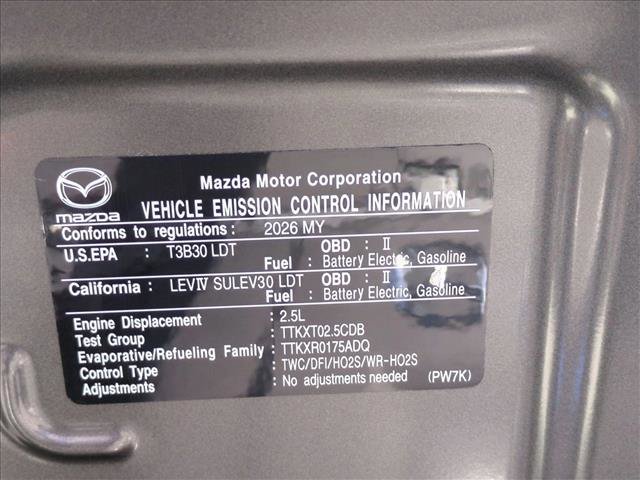 Mazda Motor Corporation
mazda VEHICLE EMISSION CONTROL INFORMATION
Conforms to regulations : 2026 MY
U.S.EPA : T3B30 LDT OBD : II
Fuel : Battery Electric, Gasoline
California : LEVIV SULEV30 LDT OBD : II
Fuel : Battery Electric, Gasoline
Engine Displacement : 2.5L
Test Group : TTKXT02.5CDB
Evaporative/Refueling Family : TTKXR0175ADQ
Control Type : TWC/DFI/HO2S/WR-HO2S
Adjustments : No adjustments needed (PW7K)